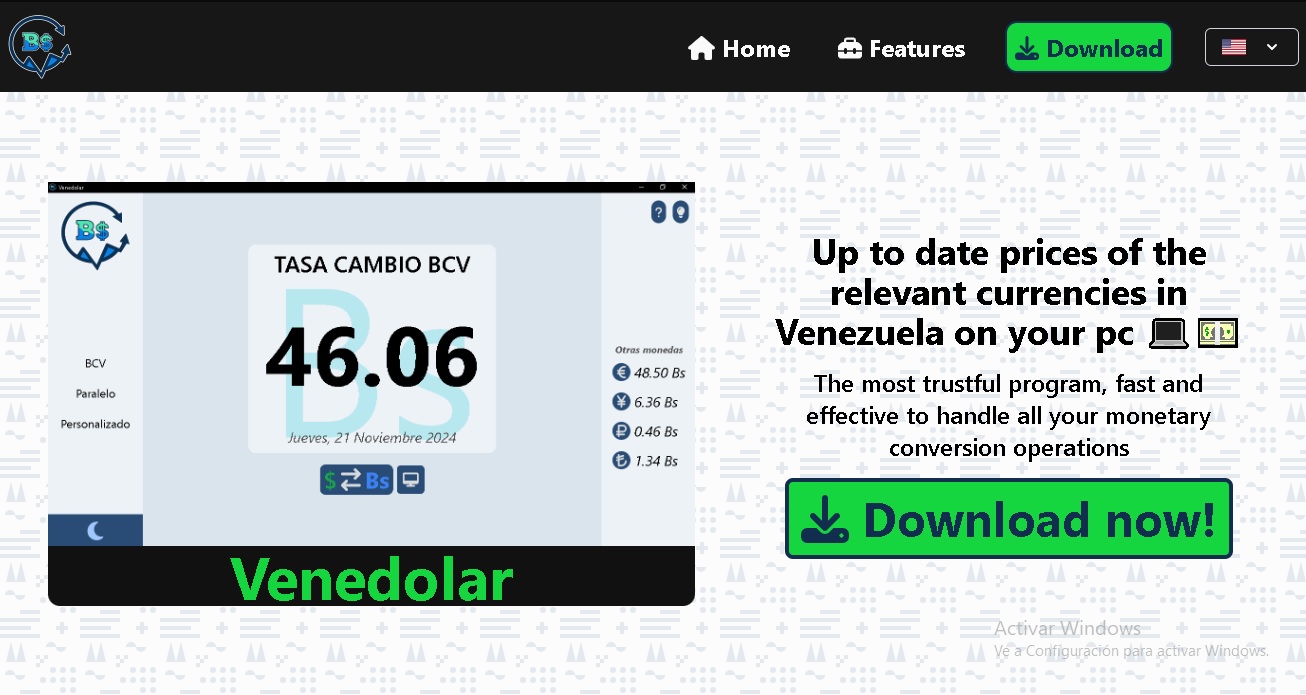 B$
Home
Features
Download
Venedolar
B$
?
TASA CAMBIO BCV
Bs
46.06
Jueves, 21 Noviembre 2024
$ Bs
BCV
Paralelo
Personalizado
Otras monedas
€ 48.50 Bs
¥ 6.36 Bs
₽ 0.46 Bs
₺ 1.34 Bs
Venedolar
Up to date prices of the
relevant currencies in
Venezuela on your pc 💻 💵
The most trustful program, fast and
effective to handle all your monetary
conversion operations
Download now!
Activar Windows
Ve a Configuración para activar Windows.